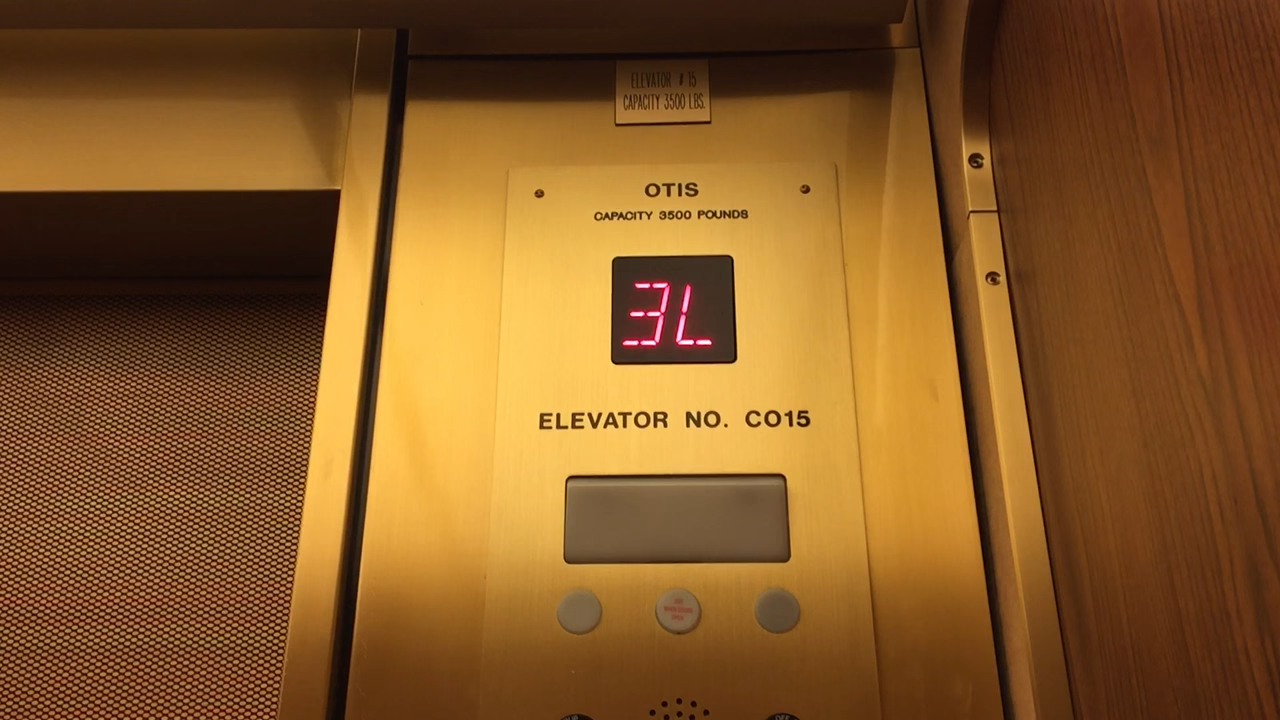 ELEVATOR # 15
CAPACITY 3500 LBS.
OTIS
CAPACITY 3500 POUNDS
3L
ELEVATOR NO. CO15